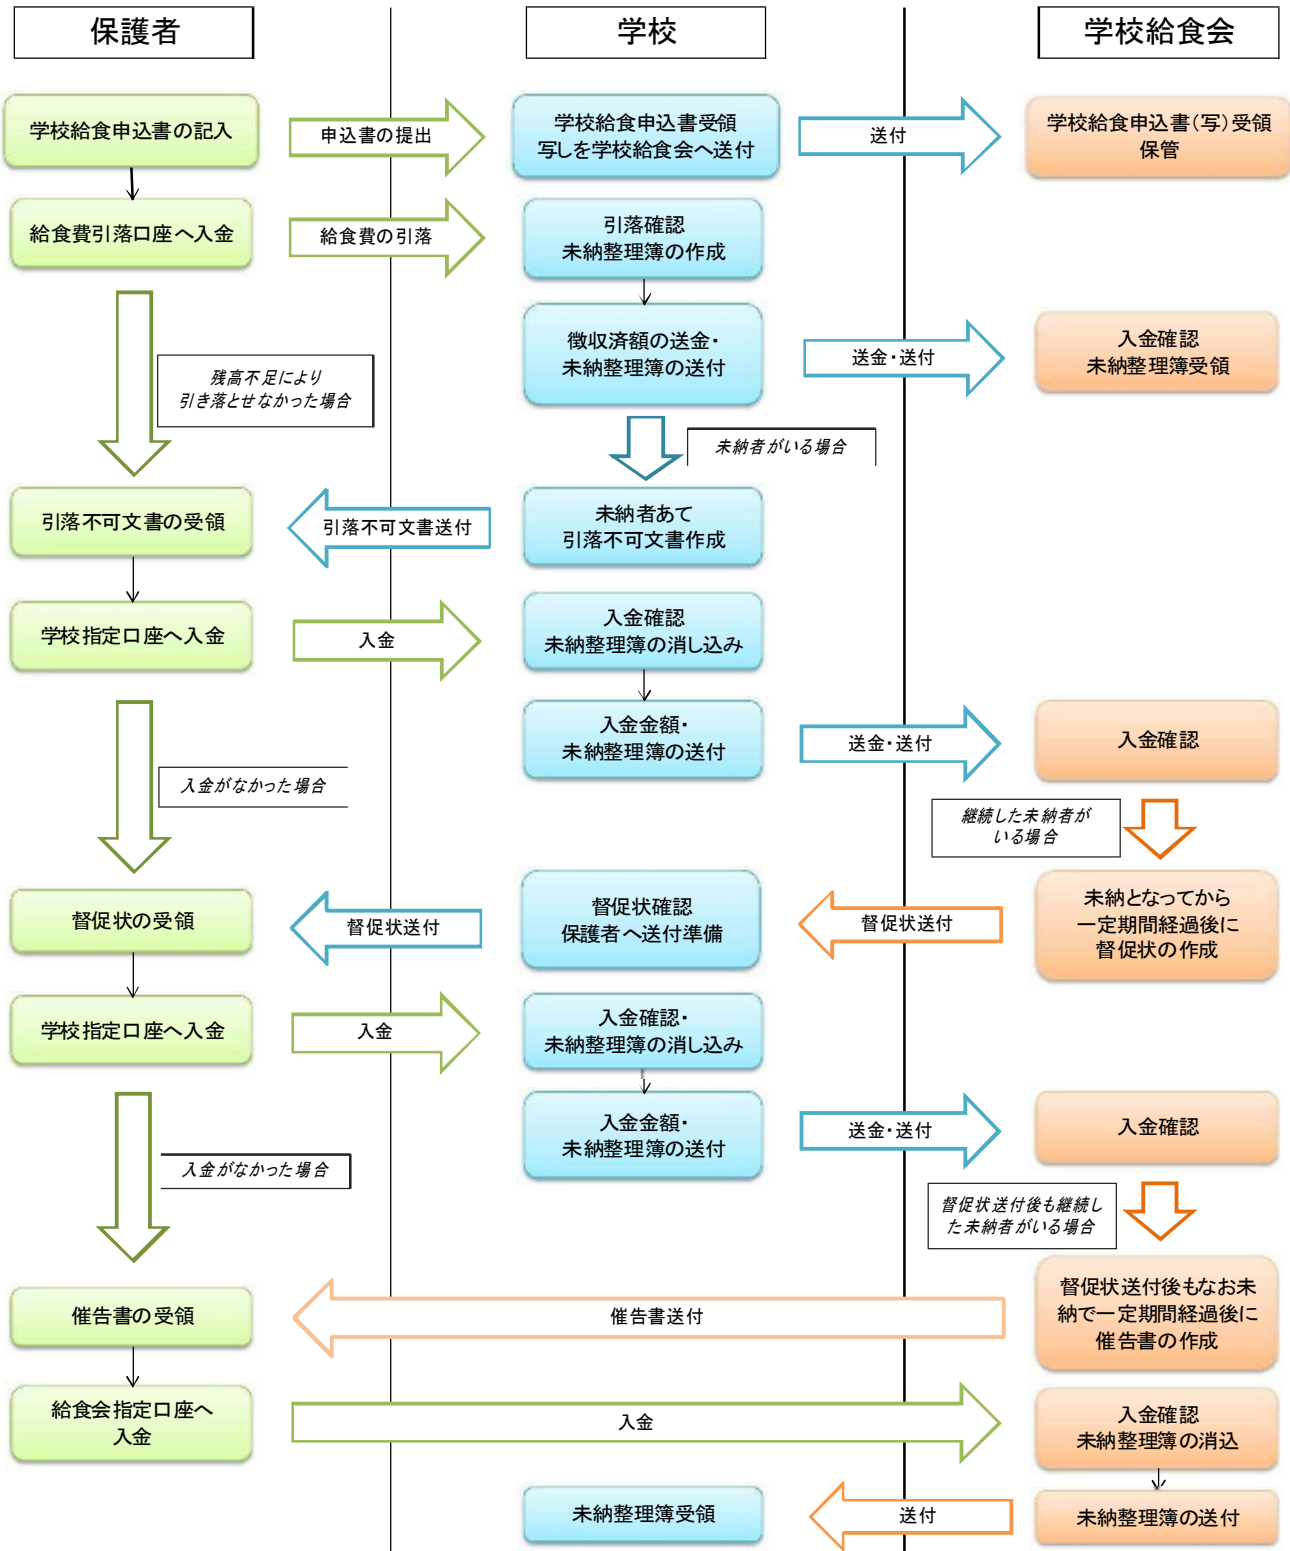 保護者
学校
学校給食会
学校給食申込書の記入
申込書の提出
学校給食申込書受領
写しを学校給食会へ送付
送付
学校給食申込書(写)受領
保管
給食費引落口座へ入金
給食費の引落
引落確認
未納整理簿の作成
徴収済額の送金・
未納整理簿の送付
送金・送付
入金確認
未納整理簿受領
残高不足により
引き落とせなかった場合
未納者がいる場合
引落不可文書の受領
引落不可文書送付
未納者あて
引落不可文書作成
学校指定口座へ入金
入金
入金確認
未納整理簿の消し込み
入金金額・
未納整理簿の送付
送金・送付
入金確認
入金がなかった場合
継続した未納者が
いる場合
督促状の受領
督促状送付
督促状確認
保護者へ送付準備
督促状送付
未納となってから
一定期間経過後に
督促状の作成
学校指定口座へ入金
入金
入金確認・
未納整理簿の消し込み
入金金額・
未納整理簿の送付
送金・送付
入金確認
入金がなかった場合
督促状送付後も継続し
た未納者がいる場合
催告書の受領
催告書送付
督促状送付後もなお未
納で一定期間経過後に
催告書の作成
給食会指定口座へ
入金
入金
入金確認
未納整理簿の消込
未納整理簿受領
送付
未納整理簿の送付